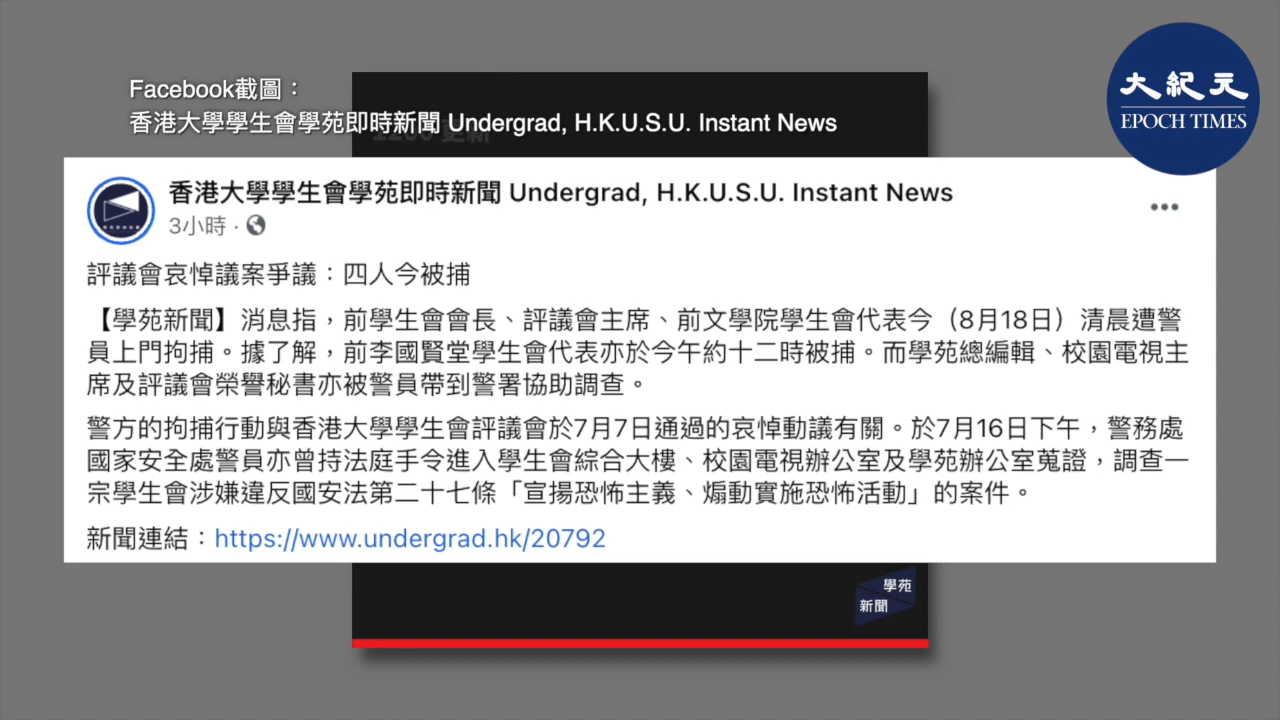 Facebook截圖：
香港大學學生會學苑即時新聞 Undergrad, H.K.U.S.U. Instant News
大紀元
EPOCH TIMES
香港大學學生會學苑即時新聞 Undergrad, H.K.U.S.U. Instant News
3小時 ·
評議會哀悼議案爭議：四人今被捕
【學苑新聞】消息指，前學生會會長、評議會主席、前文學院學生會代表今（8月18日）清晨遭警
員上門拘捕。據了解，前李國賢堂學生會代表亦於今午約十二時被捕。而學苑總編輯、校園電視主
席及評議會榮譽秘書亦被警員帶到警署協助調查。
警方的拘捕行動與香港大學學生會評議會於7月7日通過的哀悼動議有關。於7月16日下午，警務處
國家安全處警員亦曾持法庭手令進入學生會綜合大樓、校園電視辦公室及學苑辦公室蒐證，調查一
宗學生會涉嫌違反國安法第二十七條「宣揚恐怖主義、煽動實施恐怖活動」的案件。
新聞連結：https://www.undergrad.hk/20792
學苑
新聞